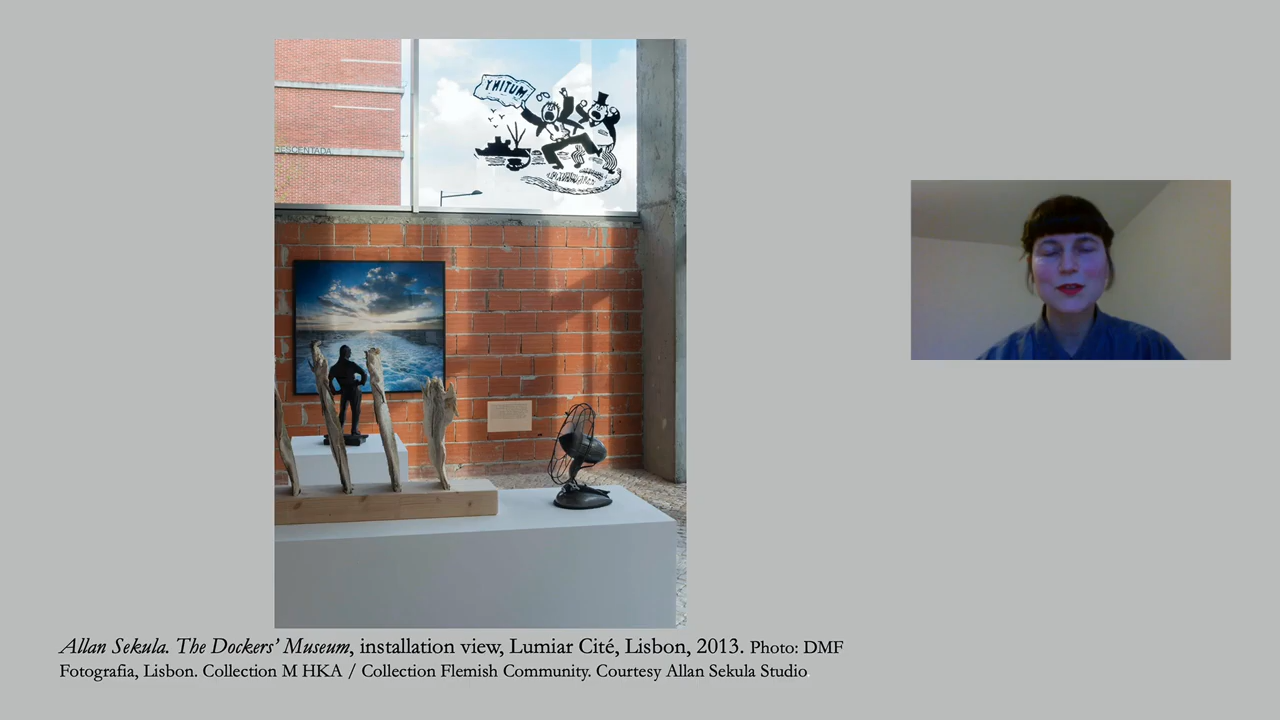 MUTINY
Allan Sekula. The Dockers' Museum, installation view, Lumiar Cité, Lisbon, 2013. Photo: DMF
Fotografia, Lisbon. Collection M HKA / Collection Flemish Community. Courtesy Allan Sekula Studio.